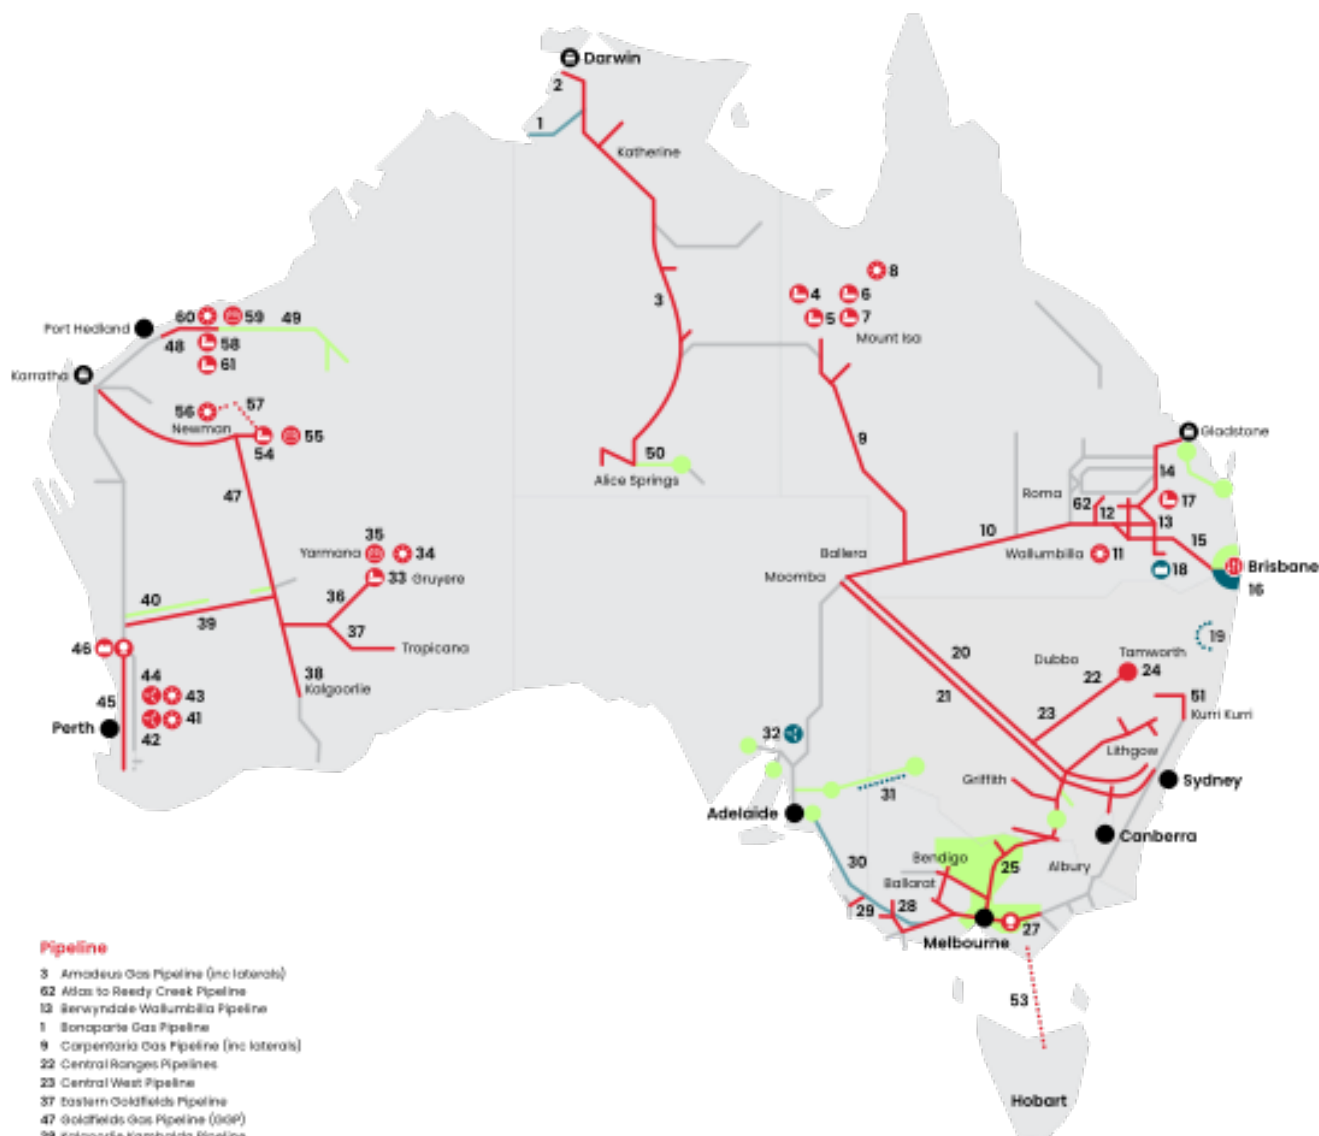 Darwin
2
1
Katherine
8
4
6
3
5
7
Mount Isa
60
59
49
Port Hedland
48
58
61
Karratha
56
57
Newman
55
54
9
Gladstone
50
Alice Springs
14
47
Roma
62
12
17
13
10
35
Yarmana
34
Ballera
Wallumbilla
11
15
33
Gruyere
Moomba
18
Brisbane
16
36
40
39
37
19
46
Tropicana
20
Dubbo
Tamworth
44
22
24
38
43
Kalgoorlie
21
51
45
23
Kurri Kurri
Perth
41
42
32
Lithgow
Griffith
Sydney
31
Adelaide
Canberra
30
Bendigo
25
Albury
Ballarat
29
28
27
Melbourne
53
Hobart
Pipeline
3 Amadeus Gas Pipeline (inc laterals)
62 Atlas to Reedy Creek Pipeline
13 Berwyndale Wallumbilla Pipeline
1 Bonaparte Gas Pipeline
9 Carpentaria Gas Pipeline (inc laterals)
22 Central Ranges Pipelines
23 Central West Pipeline
37 Eastern Goldfields Pipeline
47 Goldfields Gas Pipeline (GGP)
Kalgoorlie Kambalda Pipeline